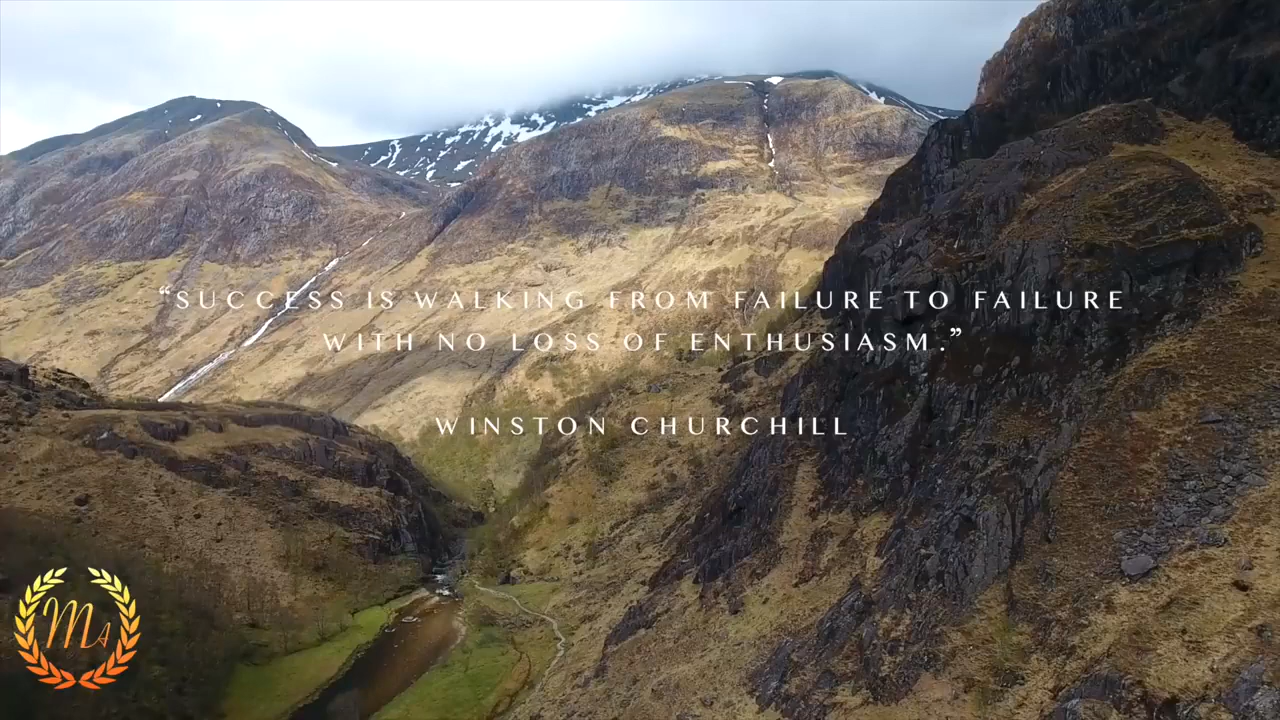 “SUCCESS IS WALKING FROM FAILURE TO FAILURE
WITH NO LOSS OF ENTHUSIASM.”
WINSTON CHURCHILL
MA